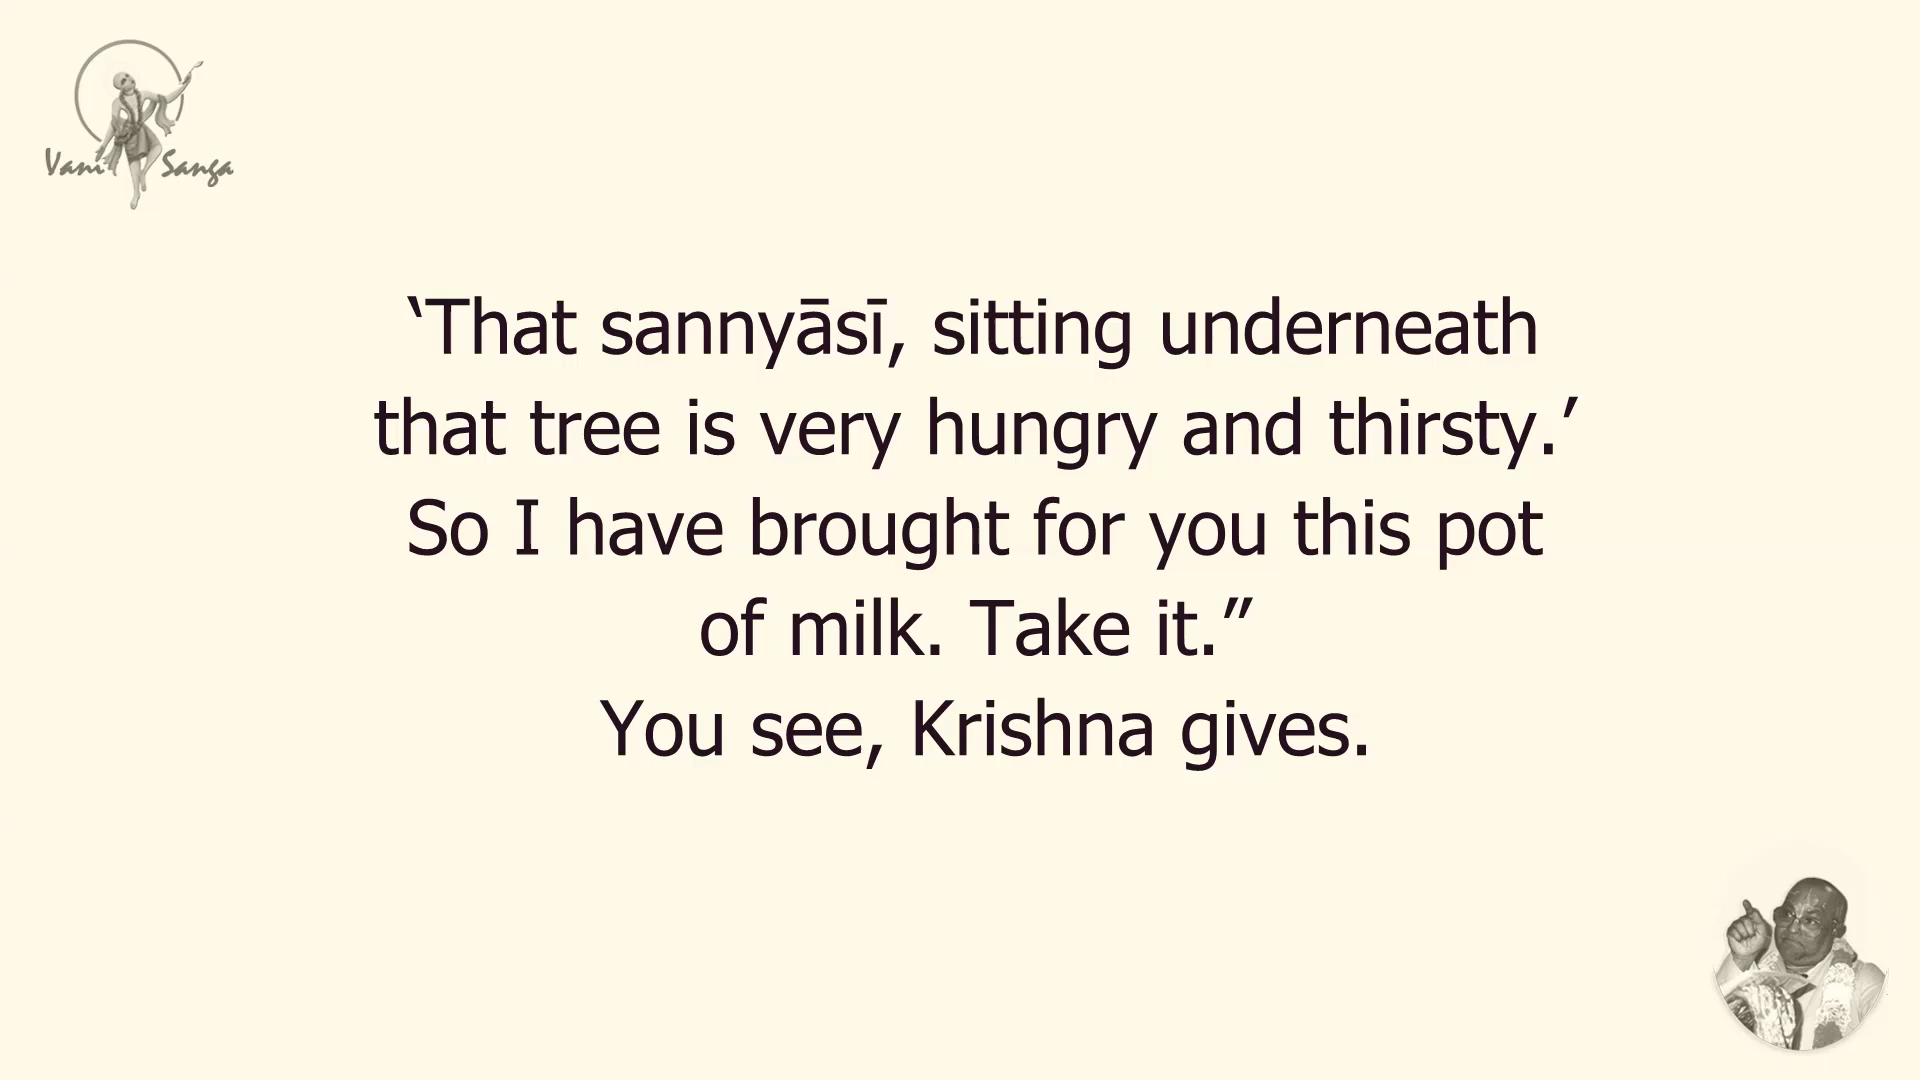 Vani Sanga
‘That sannyāsī, sitting underneath
that tree is very hungry and thirsty.’
So I have brought for you this pot
of milk. Take it.”
You see, Krishna gives.